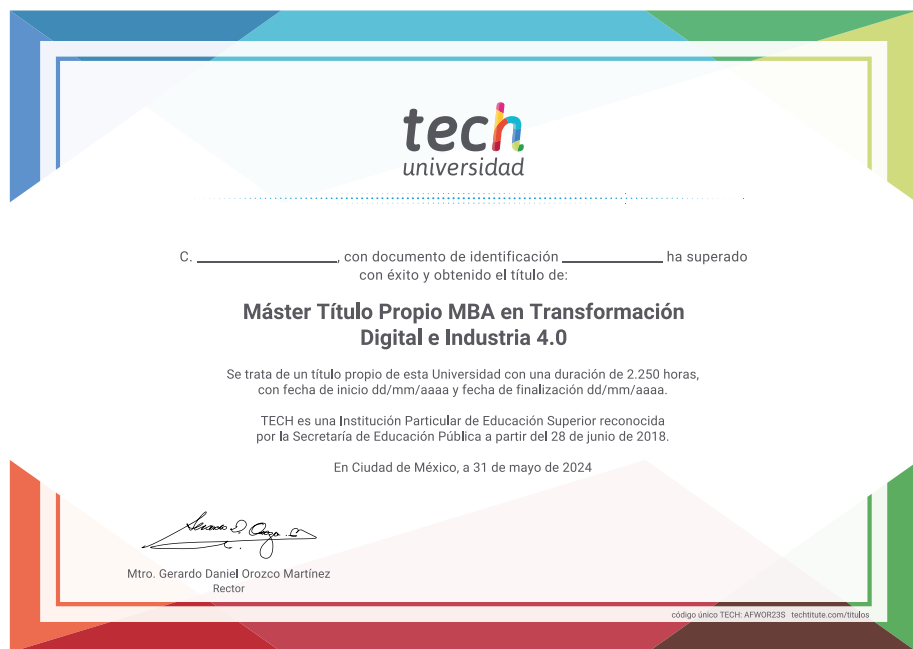 tech
universidad
C. ____________________, con documento de identificación ______________ ha superado
con éxito y obtenido el título de:
Máster Título Propio MBA en Transformación
Digital e Industria 4.0
Se trata de un título propio de esta Universidad con una duración de 2.250 horas,
con fecha de inicio dd/mm/aaaa y fecha de finalización dd/mm/aaaa.
TECH es una Institución Particular de Educación Superior reconocida
por la Secretaría de Educación Pública a partir del 28 de junio de 2018.
En Ciudad de México, a 31 de mayo de 2024
Mtro. Gerardo Daniel Orozco Martínez
Rector
código único TECH: AFWOR23S techtitute.com/titulos